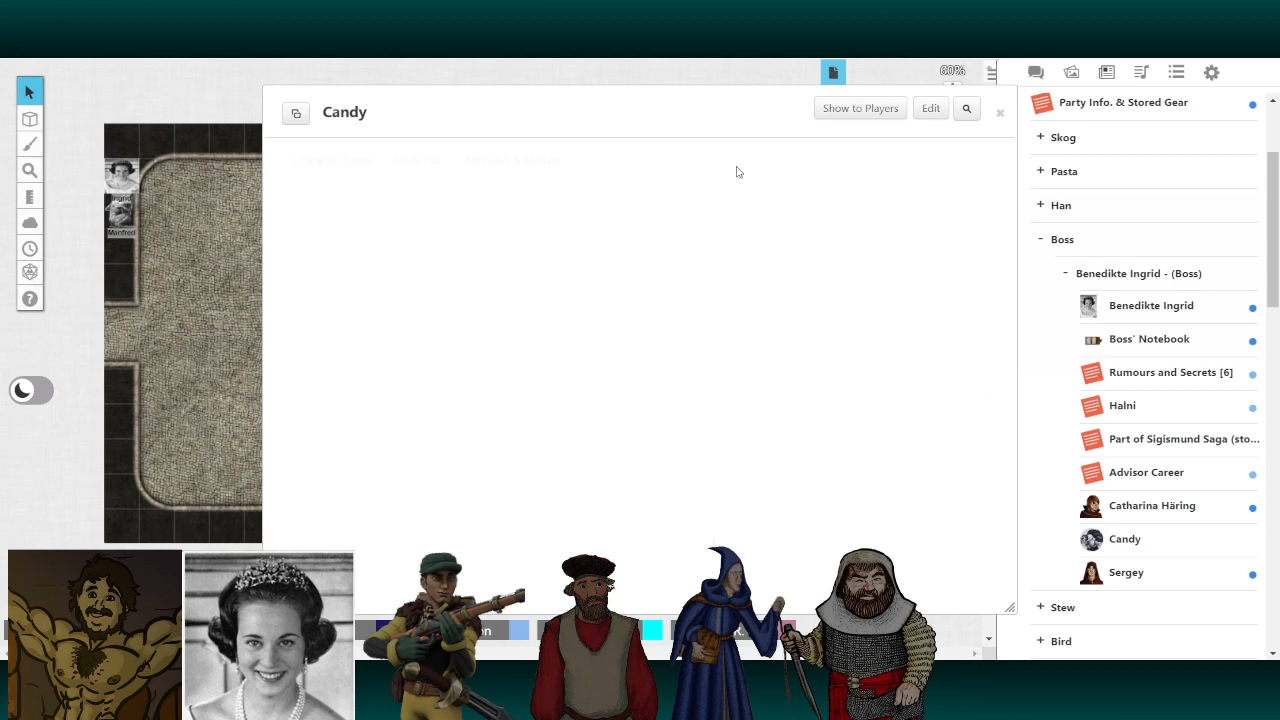 60%
Candy
Show to Players
Edit
Ingrid
Manfred
Party Info. & Stored Gear
+ Skog
+ Pasta
+ Han
- Boss
- Benedikte Ingrid - (Boss)
Benedikte Ingrid
Boss' Notebook
Rumours and Secrets [6]
Halni
Part of Sigismund Saga (sto...
Advisor Career
Catharina Häring
Candy
Sergey
+ Stew
+ Bird